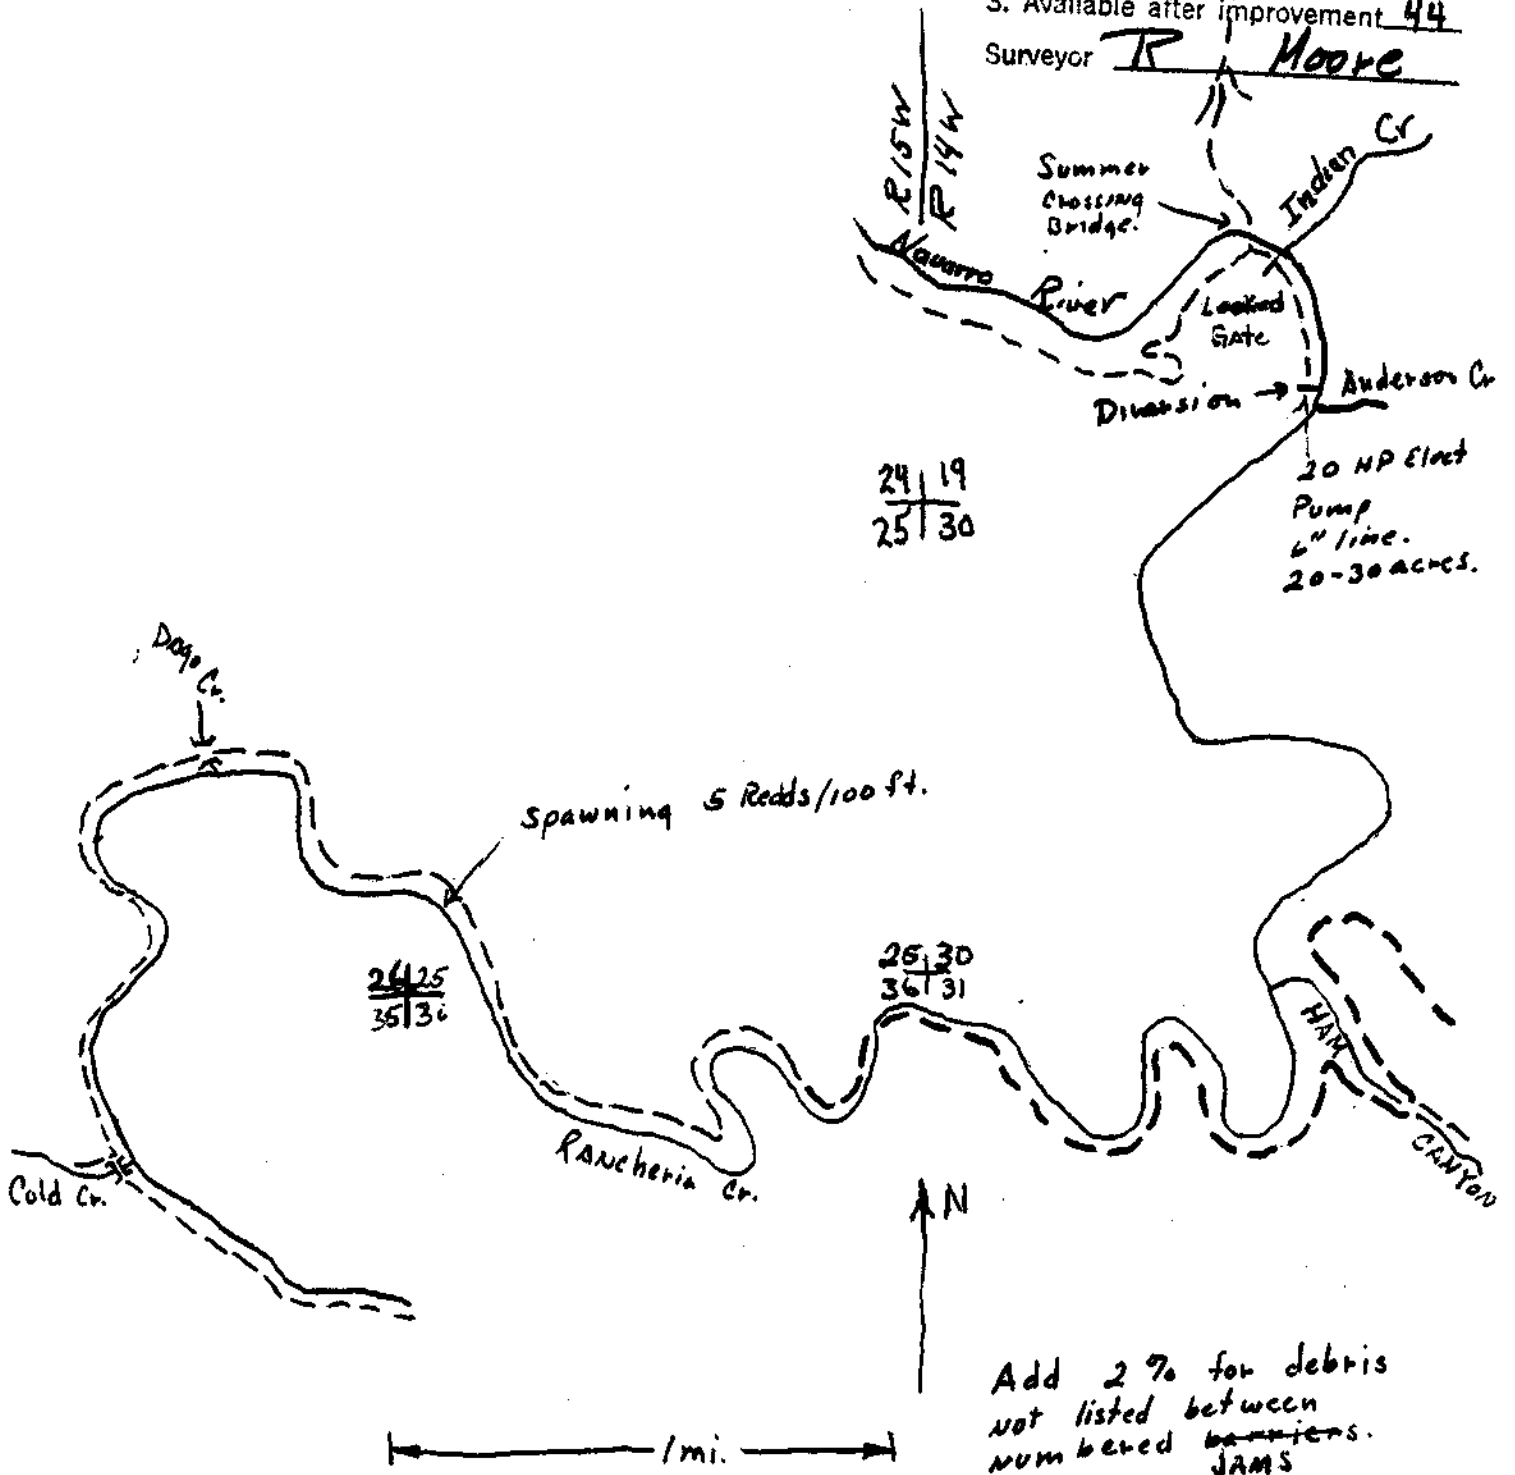 3. Available after improvement 44
Surveyor R Moore
R 15 W
R 14 W
Summer
Crossing
Bridge.
Indian Cr
Navarro River
Locked
Gate
Diversion
Anderson Cr
20 HP Elect
Pump
6" line.
20-30 acres.
24 19
25 30
Dago
Cr.
Spawning 5 Redds/100 ft.
26 25
35 36
25 30
36 31
HAM
CANYON
Rancheria Cr.
Cold Cr.
N
1 mi.
Add 2 % for debris
not listed between
numbered barriers.
JAMS